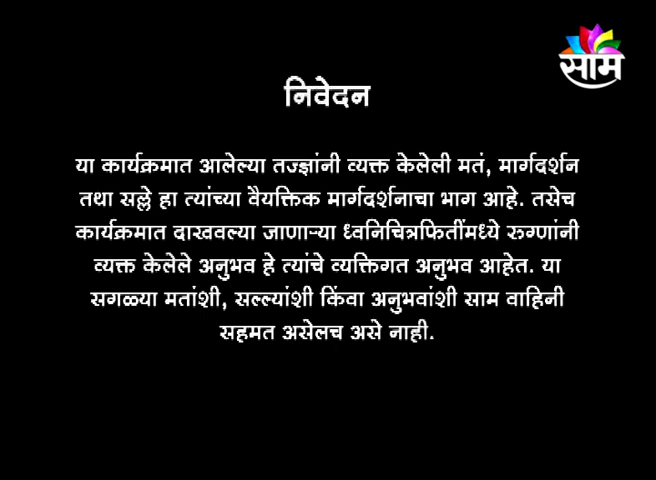 साम
निवेदन
या कार्यक्रमात आलेल्या तज्ज्ञांनी व्यक्त केलेली मतं, मार्गदर्शन
तथा सल्ले हा त्यांच्या वैयक्तिक मार्गदर्शनाचा भाग आहे. तसेच
कार्यक्रमात दाखवल्या जाणाऱ्या ध्वनिचित्रफितींमध्ये रुग्णांनी
व्यक्त केलेले अनुभव हे त्यांचे व्यक्तिगत अनुभव आहेत. या
सगळ्या मतांशी, सल्ल्यांशी किंवा अनुभवांशी साम वाहिनी
सहमत असेलच असे नाही.